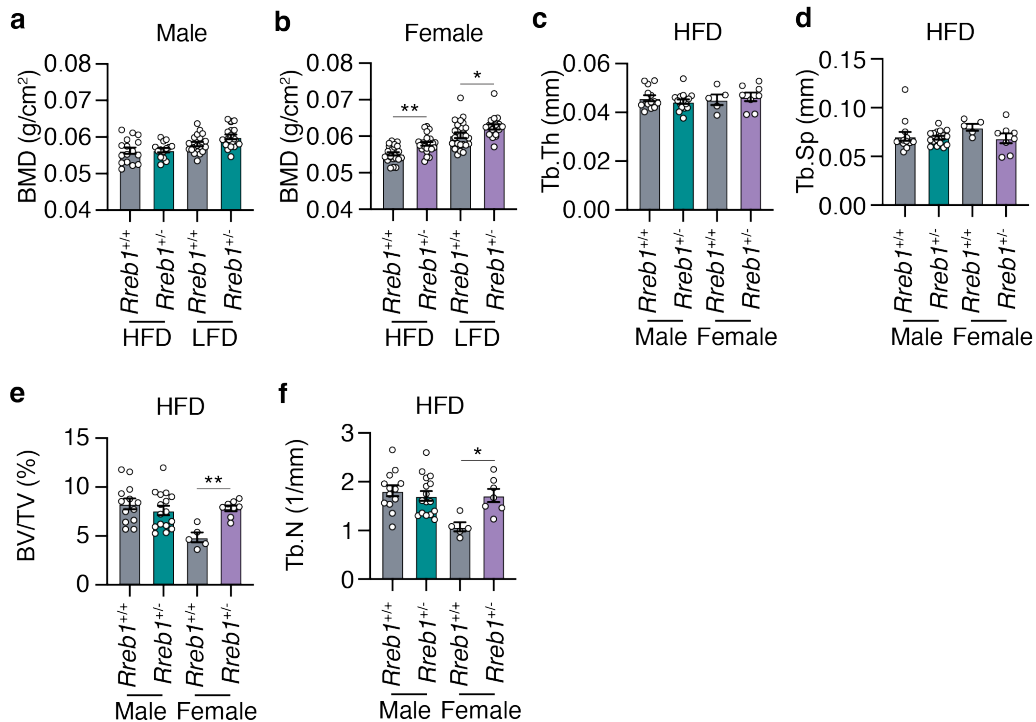 a
Male
BMD (g/cm²)
0.08
0.07
0.06
0.05
0.04
Rreb1+/+
Rreb1+/-
Rreb1+/+
Rreb1+/-
HFD LFD
b
Female
BMD (g/cm²)
0.08
0.07
0.06
0.05
0.04
**
*
Rreb1+/+
Rreb1+/-
Rreb1+/+
Rreb1+/-
HFD LFD
c
HFD
Tb.Th (mm)
0.06
0.04
0.02
0.00
Rreb1+/+
Rreb1+/-
Rreb1+/+
Rreb1+/-
Male Female
d
HFD
Tb.Sp (mm)
0.15
0.10
0.05
0.00
Rreb1+/+
Rreb1+/-
Rreb1+/+
Rreb1+/-
Male Female
e
HFD
BV/TV (%)
15
10
5
0
**
Rreb1+/+
Rreb1+/-
Rreb1+/+
Rreb1+/-
Male Female
f
HFD
Tb.N (1/mm)
3
2
1
0
*
Rreb1+/+
Rreb1+/-
Rreb1+/+
Rreb1+/-
Male Female